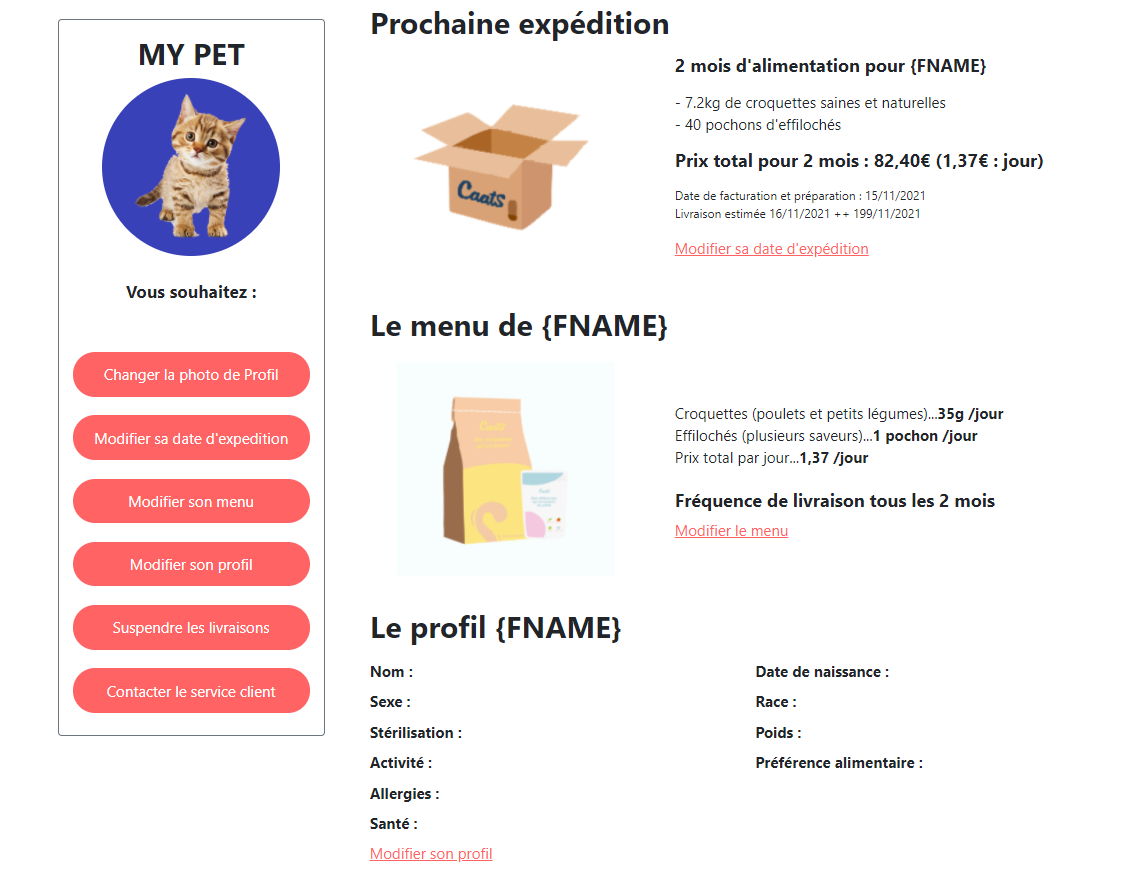 MY PET
Vous souhaitez :
Changer la photo de Profil
Modifier sa date d'expedition
Modifier son menu
Modifier son profil
Suspendre les livraisons
Contacter le service client
Prochaine expédition
Caats
2 mois d'alimentation pour {FNAME}
- 7.2kg de croquettes saines et naturelles
- 40 pochons d'effilochés
Prix total pour 2 mois : 82,40€ (1,37€ : jour)
Date de facturation et préparation : 15/11/2021
Livraison estimée 16/11/2021 ++ 199/11/2021
Modifier sa date d'expédition
Le menu de {FNAME}
Caats
Croquettes (poulets et petits légumes)...35g /jour
Effilochés (plusieurs saveurs)...1 pochon /jour
Prix total par jour...1,37 /jour
Fréquence de livraison tous les 2 mois
Modifier le menu
Le profil {FNAME}
Nom :
Date de naissance :
Sexe :
Race :
Stérilisation :
Poids :
Activité :
Préférence alimentaire :
Allergies :
Santé :
Modifier son profil